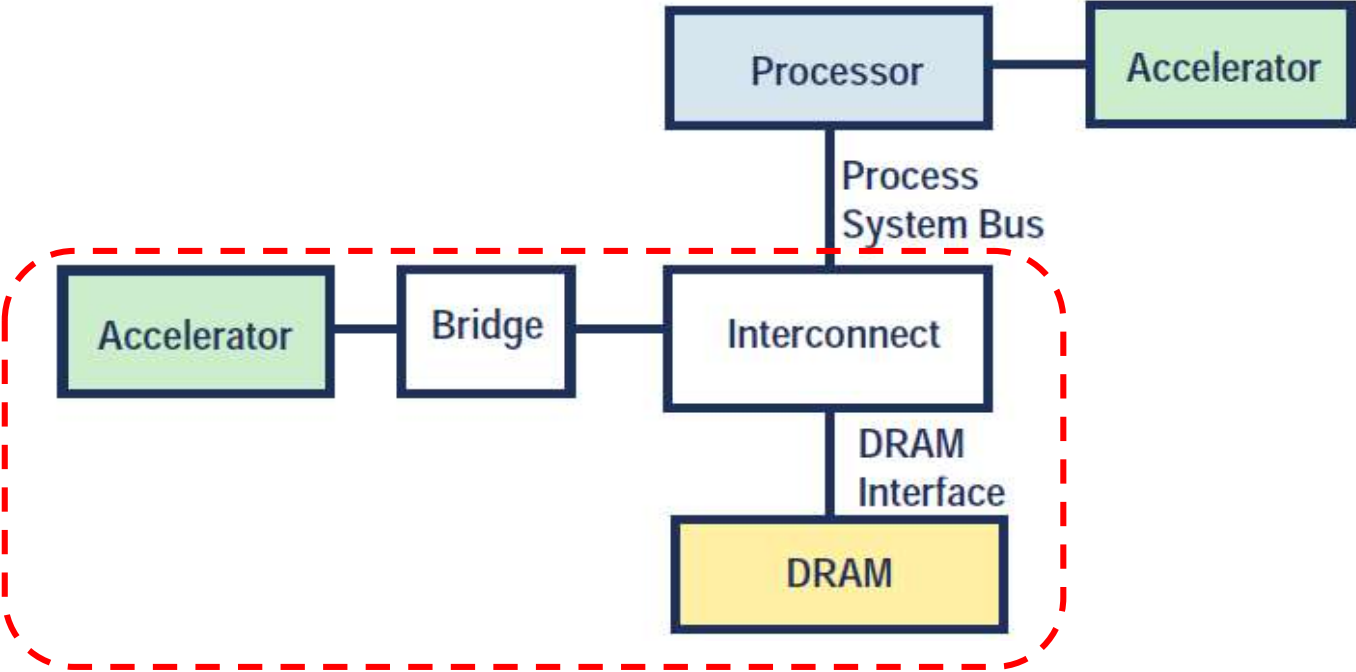 Processor
Accelerator
Process
System Bus
Accelerator
Bridge
Interconnect
DRAM
Interface
DRAM